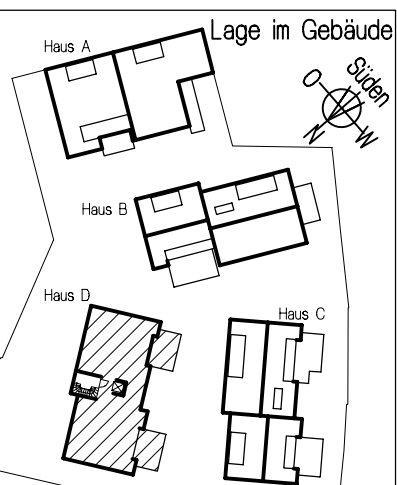 Lage im Gebäude
Haus A
Süden
O
N
W
Haus B
Haus D
Haus C